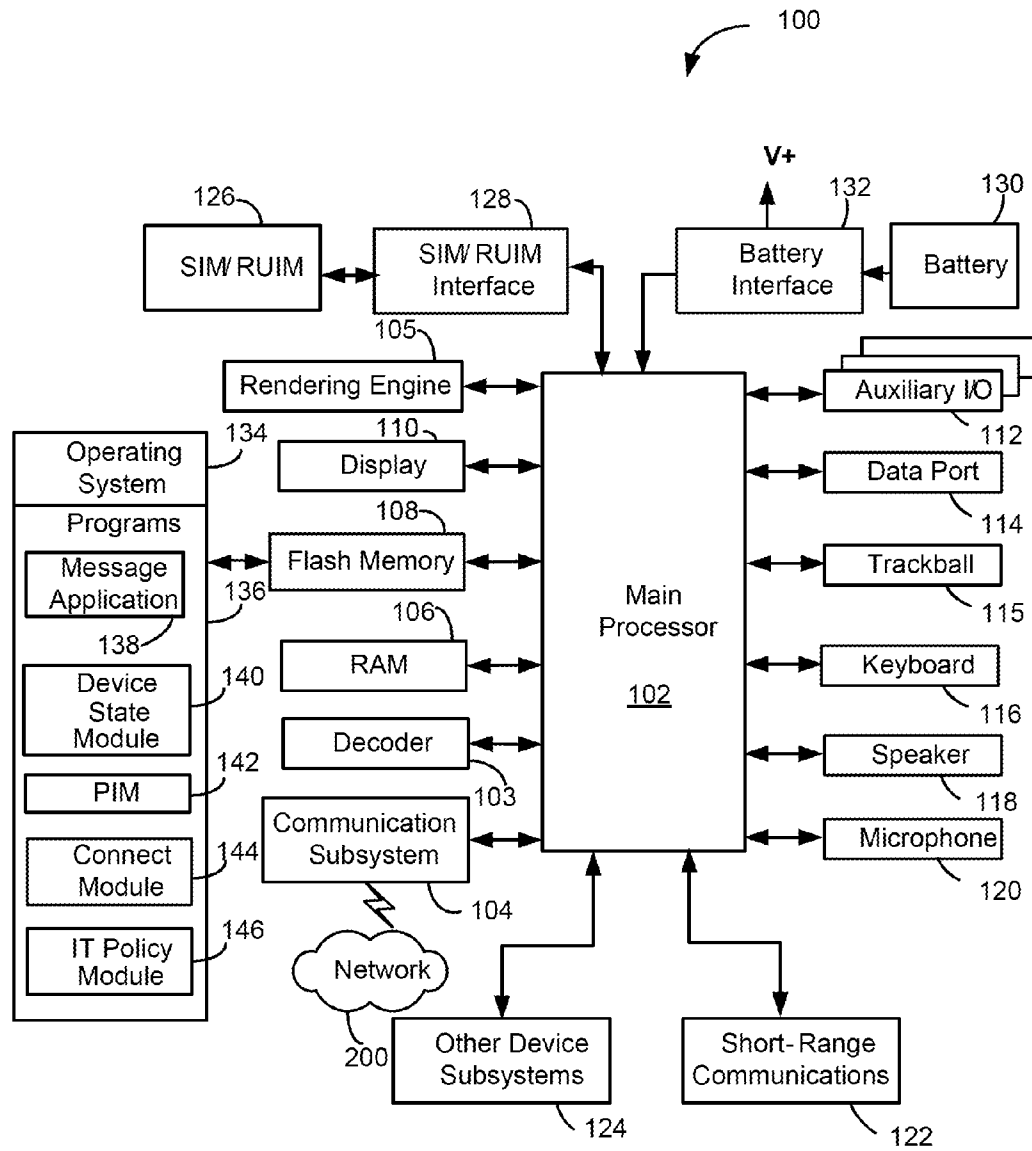 100
V+
126
128
132
130
SIM/RUIM
SIM/RUIM
Interface
Battery
Interface
Battery
105
Rendering Engine
Auxiliary I/O
112
134
Operating
System
110
Display
Data Port
114
Programs
108
Flash Memory
Message
Application
138
136
Main
Processor
102
Trackball
115
106
RAM
Keyboard
116
Device
State
Module
140
Decoder
103
Speaker
118
PIM
142
Communication
Subsystem
104
Microphone
120
Connect
Module
144
IT Policy
Module
146
Network
200
Other Device
Subsystems
124
Short-Range
Communications
122